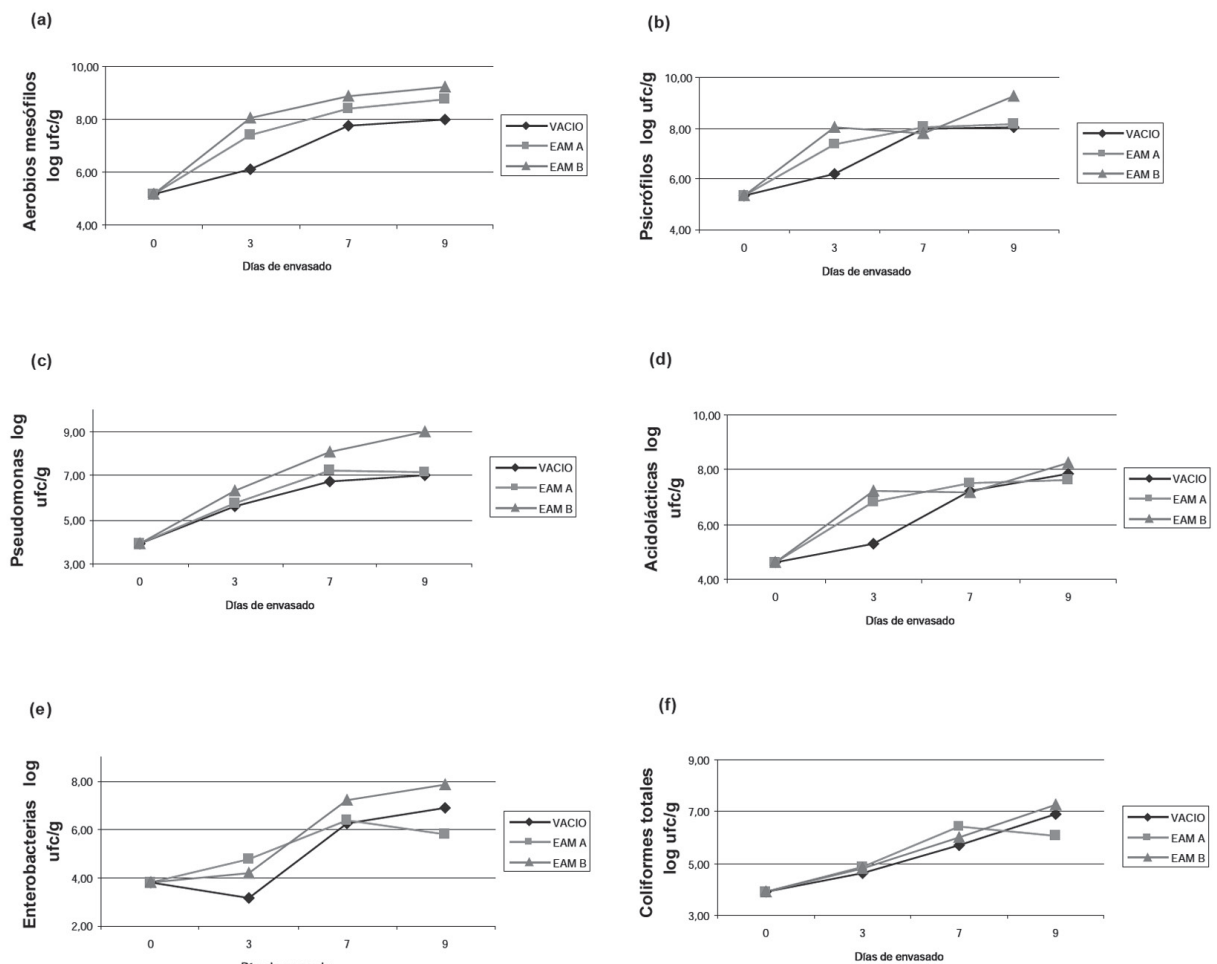 (a)
Aerobios mesófilos
log ufc/g
10,00
8,00
6,00
4,00
0 3 7 9
Días de envasado
VACIO
EAM A
EAM B
(b)
Psicrófilos log ufc/g
10,00
8,00
6,00
4,00
0 3 7 9
Días de envasado
VACIO
EAM A
EAM B
(c)
Pseudomonas log
ufc/g
9,00
7,00
5,00
3,00
0 3 7 9
Días de envasado
VACIO
EAM A
EAM B
(d)
Acidolácticas log
ufc/g
10,00
8,00
6,00
4,00
0 3 7 9
Días de envasado
VACIO
EAM A
EAM B
(e)
Enterobacterias log
ufc/g
8,00
6,00
4,00
2,00
0 3 7 9
VACIO
EAM A
EAM B
(f)
Coliformes totales
log ufc/g
9,00
7,00
5,00
3,00
0 3 7 9
Días de envasado
VACIO
EAM A
EAM B